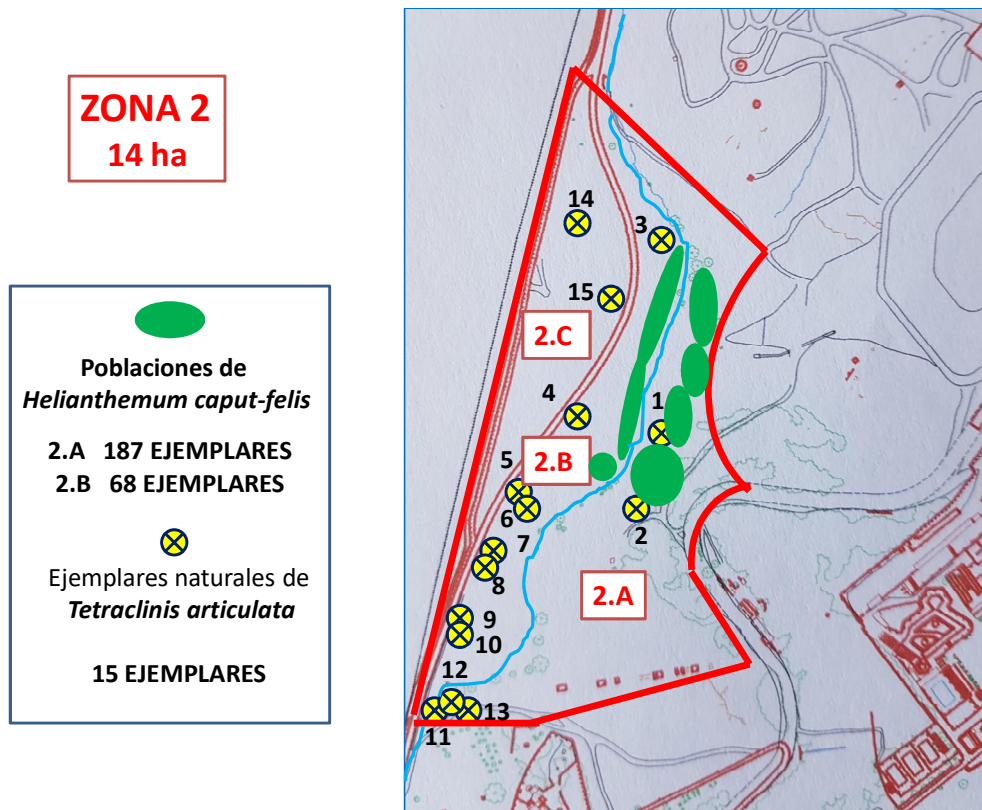 ZONA 2
14 ha
Poblaciones de
Helianthemum caput-felis
2.A 187 EJEMPLARES
2.B 68 EJEMPLARES
Ejemplares naturales de
Tetraclinis articulata
15 EJEMPLARES
14
3
15
2.C
4
1
2.B
5
6
2
7
8
2.A
9
10
12
13
11